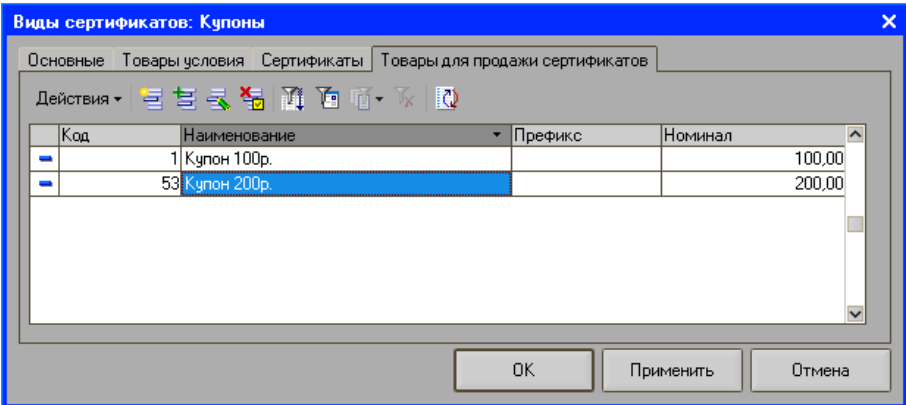 Виды сертификатов: Купоны
Основные Товары условия Сертификаты Товары для продажи сертификатов
Действия
Код Наименование Префикс Номинал
1 Купон 100р. 100,00
53 Купон 200р. 200,00
OK Применить Отмена